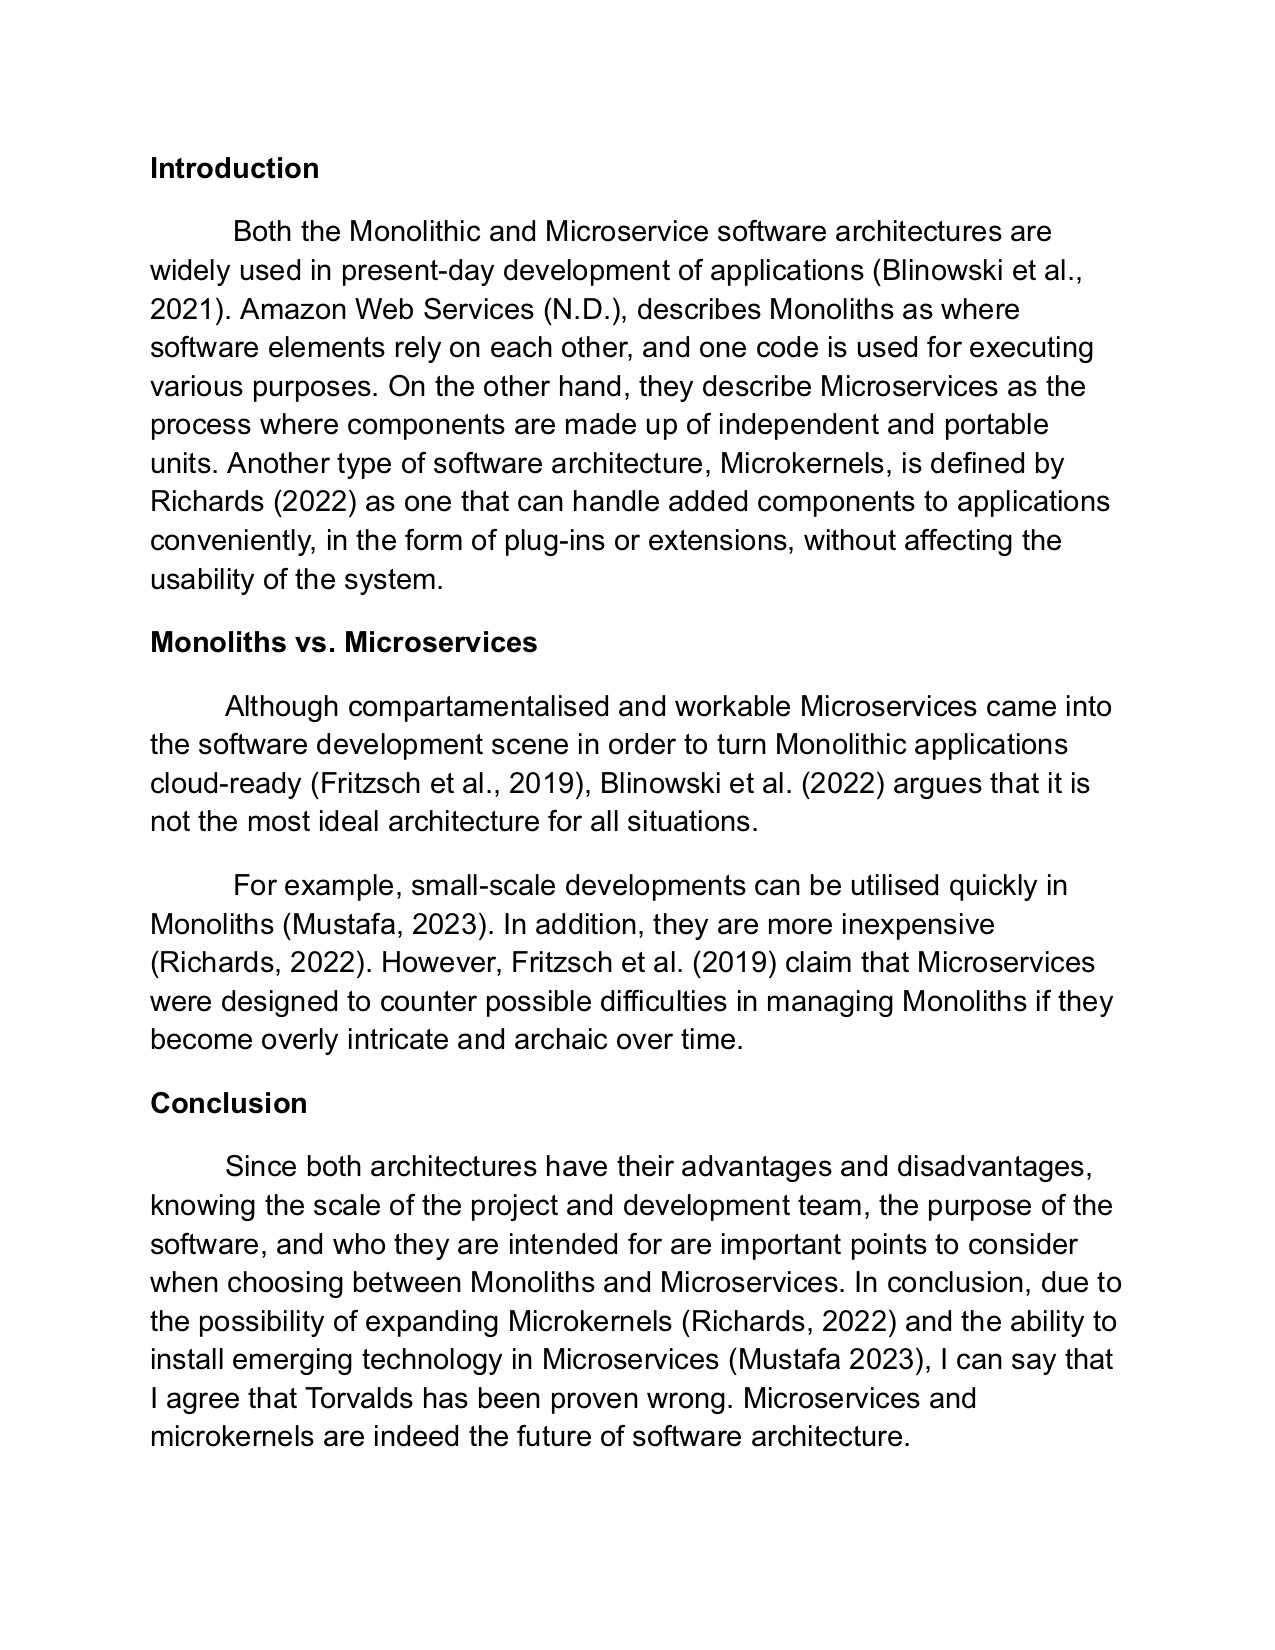 Introduction
Both the Monolithic and Microservice software architectures are
widely used in present-day development of applications (Blinowski et al.,
2021). Amazon Web Services (N.D.), describes Monoliths as where
software elements rely on each other, and one code is used for executing
various purposes. On the other hand, they describe Microservices as the
process where components are made up of independent and portable
units. Another type of software architecture, Microkernels, is defined by
Richards (2022) as one that can handle added components to applications
conveniently, in the form of plug-ins or extensions, without affecting the
usability of the system.
Monoliths vs. Microservices
Although compartamentalised and workable Microservices came into
the software development scene in order to turn Monolithic applications
cloud-ready (Fritzsch et al., 2019), Blinowski et al. (2022) argues that it is
not the most ideal architecture for all situations.
For example, small-scale developments can be utilised quickly in
Monoliths (Mustafa, 2023). In addition, they are more inexpensive
(Richards, 2022). However, Fritzsch et al. (2019) claim that Microservices
were designed to counter possible difficulties in managing Monoliths if they
become overly intricate and archaic over time.
Conclusion
Since both architectures have their advantages and disadvantages,
knowing the scale of the project and development team, the purpose of the
software, and who they are intended for are important points to consider
when choosing between Monoliths and Microservices. In conclusion, due to
the possibility of expanding Microkernels (Richards, 2022) and the ability to
install emerging technology in Microservices (Mustafa 2023), I can say that
I agree that Torvalds has been proven wrong. Microservices and
microkernels are indeed the future of software architecture.